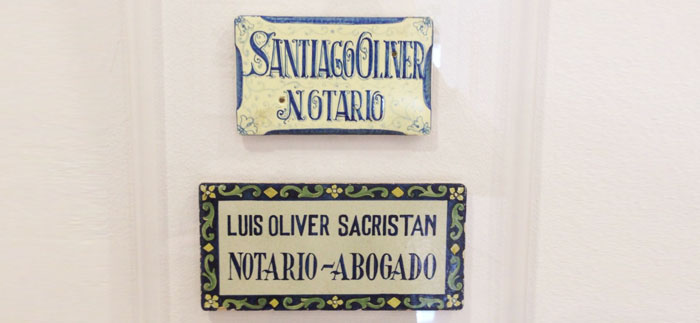 SANTIAGO OLIVER
NOTARIO
LUIS OLIVER SACRISTAN
NOTARIO-ABOGADO